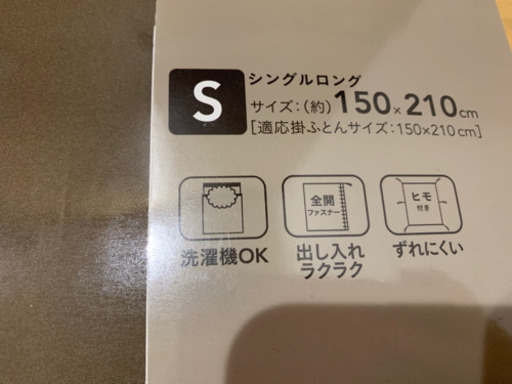 S
シングルロング
サイズ:(約)150×210cm
[適応掛ふとんサイズ:150×210cm]
洗濯機OK
全開
ファスナー
出し入れ
ラクラク
ヒモ
付き
ずれにくい